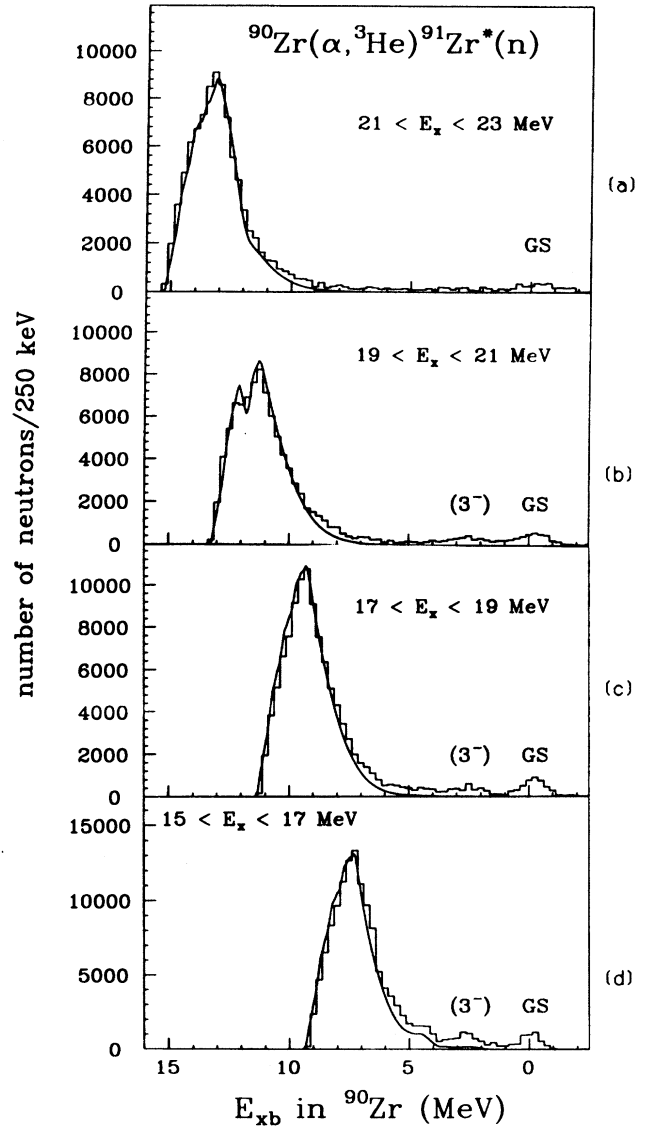 ⁹⁰Zr(α,³He)⁹¹Zr*(n)
10000
8000
6000
4000
2000
0
21 < Eₓ < 23 MeV
GS
(a)
10000
8000
6000
4000
2000
0
19 < Eₓ < 21 MeV
(3⁻) GS
(b)
number of neutrons/250 keV
10000
8000
6000
4000
2000
0
17 < Eₓ < 19 MeV
(3⁻) GS
(c)
15 < Eₓ < 17 MeV
15000
10000
5000
0
(3⁻) GS
(d)
15 10 5 0
E_xb in ⁹⁰Zr (MeV)